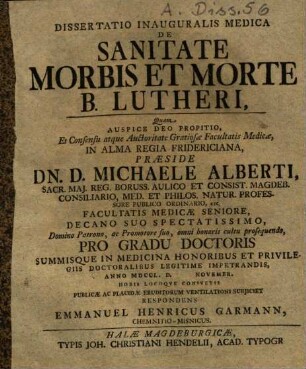 A. Diss. 56
DISSERTATIO INAUGURALIS MEDICA
DE
SANITATE
MORBIS ET MORTE
B. LUTHERI,
Quam
AUSPICE DEO PROPITIO,
Et Consensu atque Auctoritate Gratiosæ Facultatis Medicæ,
IN ALMA REGIA FRIDERICIANA,
PRÆSIDE
DN. D. MICHAELE ALBERTI,
SACR. MAJ. REG. BORUSS. AULICO ET CONSIST. MAGDEB.
CONSILIARIO, MED. ET PHILOS. NATUR. PROFES-
SORE PUBLICO ORDINARIO,
FACULTATIS MEDICÆ SENIORE,
DECANO SUO SPECTATISSIMO,
Domino Patrono, ac Promotore suo, omni honoris cultu prosequendo,
PRO GRADU DOCTORIS
SUMMISQUE IN MEDICINA HONORIBUS ET PRIVILE-
GIIS DOCTORALIBUS LEGITIME IMPETRANDIS,
ANNO MDCCL. D. NOVEMBR.
HORIS LOCOQVE CONSUETIS
PUBLICÆ AC PLACIDÆ ERUDITORUM VENTILATIONI SUBJICIET
RESPONDENS
EMMANUEL HENRICUS GARMANN,
CHEMNITIO-MISNICUS.
HALÆ MAGDEBURGICÆ,
TYPIS JOH. CHRISTIANI HENDELII, ACAD. TYPOGR